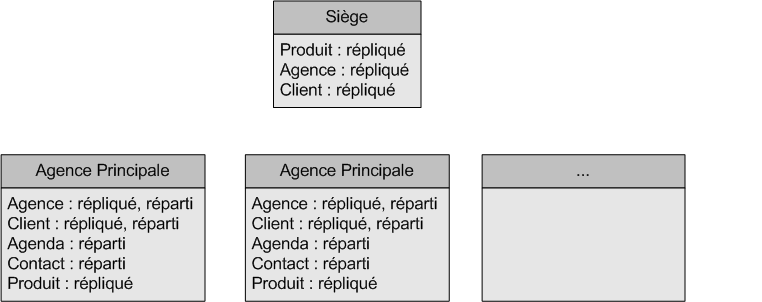 Siège
Produit : répliqué
Agence : répliqué
Client : répliqué
Agence Principale
Agence : répliqué, réparti
Client : répliqué, réparti
Agenda : réparti
Contact : réparti
Produit : répliqué
Agence Principale
Agence : répliqué, réparti
Client : répliqué, réparti
Agenda : réparti
Contact : réparti
Produit : répliqué
...